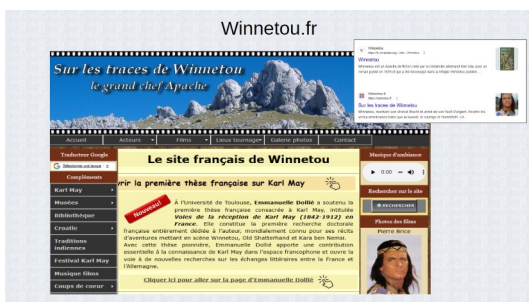 Winnetou.fr
Wikipédia
Winnetou
Winnetou.fr
Sur les traces de Winnetou
Sur les traces de Winnetou
le grand chef Apache
Accueil
Acteurs
Films
Lieux tournage
Galerie photos
Contact
Traducteur Google
Compléments
Karl May
Musées
Bibliothèque
Croatie
Traditions
indiennes
Festival Karl May
Musique films
Coups de coeur
Le site français de Winnetou
rir la première thèse française sur Karl May
Nouveau!
À l'Université de Toulouse, Emmanuelle Dollié a soutenu la
première thèse française consacrée à Karl May, intitulée
Voies de la réception de Karl May (1842-1912) en
France. Elle constitue la première recherche doctorale
française entièrement dédiée à l'auteur, mondialement connu pour ses récits
d'aventures mettant en scène Winnetou, Old Shatterhand et Kara ben Nemsi.
Avec cette thèse pionnière, Emmanuelle Dollié apporte une contribution
essentielle à la connaissance de Karl May dans l'espace francophone et ouvre la
voie à de nouvelles recherches sur les échanges littéraires entre la France et
l'Allemagne.
Cliquer ici pour aller sur la page d'Emmanuelle Dollié
Musique d'ambiance
0:00
Rechercher sur le site
RECHERCHER
Photos des films
Pierre Brice